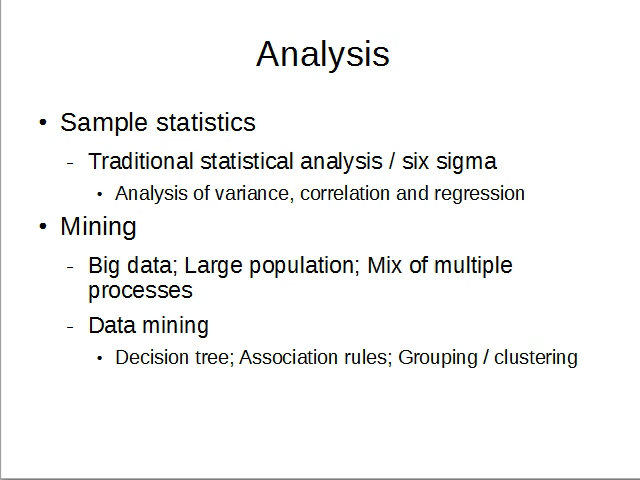 Analysis
• Sample statistics
– Traditional statistical analysis / six sigma
• Analysis of variance, correlation and regression
• Mining
– Big data; Large population; Mix of multiple
processes
– Data mining
• Decision tree; Association rules; Grouping / clustering